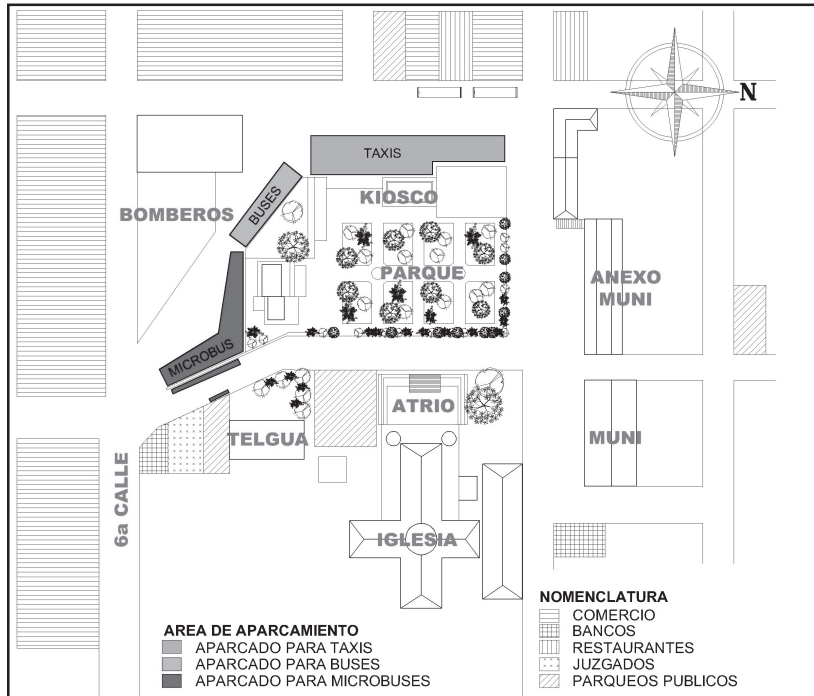 N
TAXIS
BUSES
KIOSCO
BOMBEROS
PARQUE
ANEXO
MUNI
MICROBUS
ATRIO
TELGUA
MUNI
6a CALLE
IGLESIA
AREA DE APARCAMIENTO
APARCADO PARA TAXIS
APARCADO PARA BUSES
APARCADO PARA MICROBUSES
NOMENCLATURA
COMERCIO
BANCOS
RESTAURANTES
JUZGADOS
PARQUEOS PUBLICOS